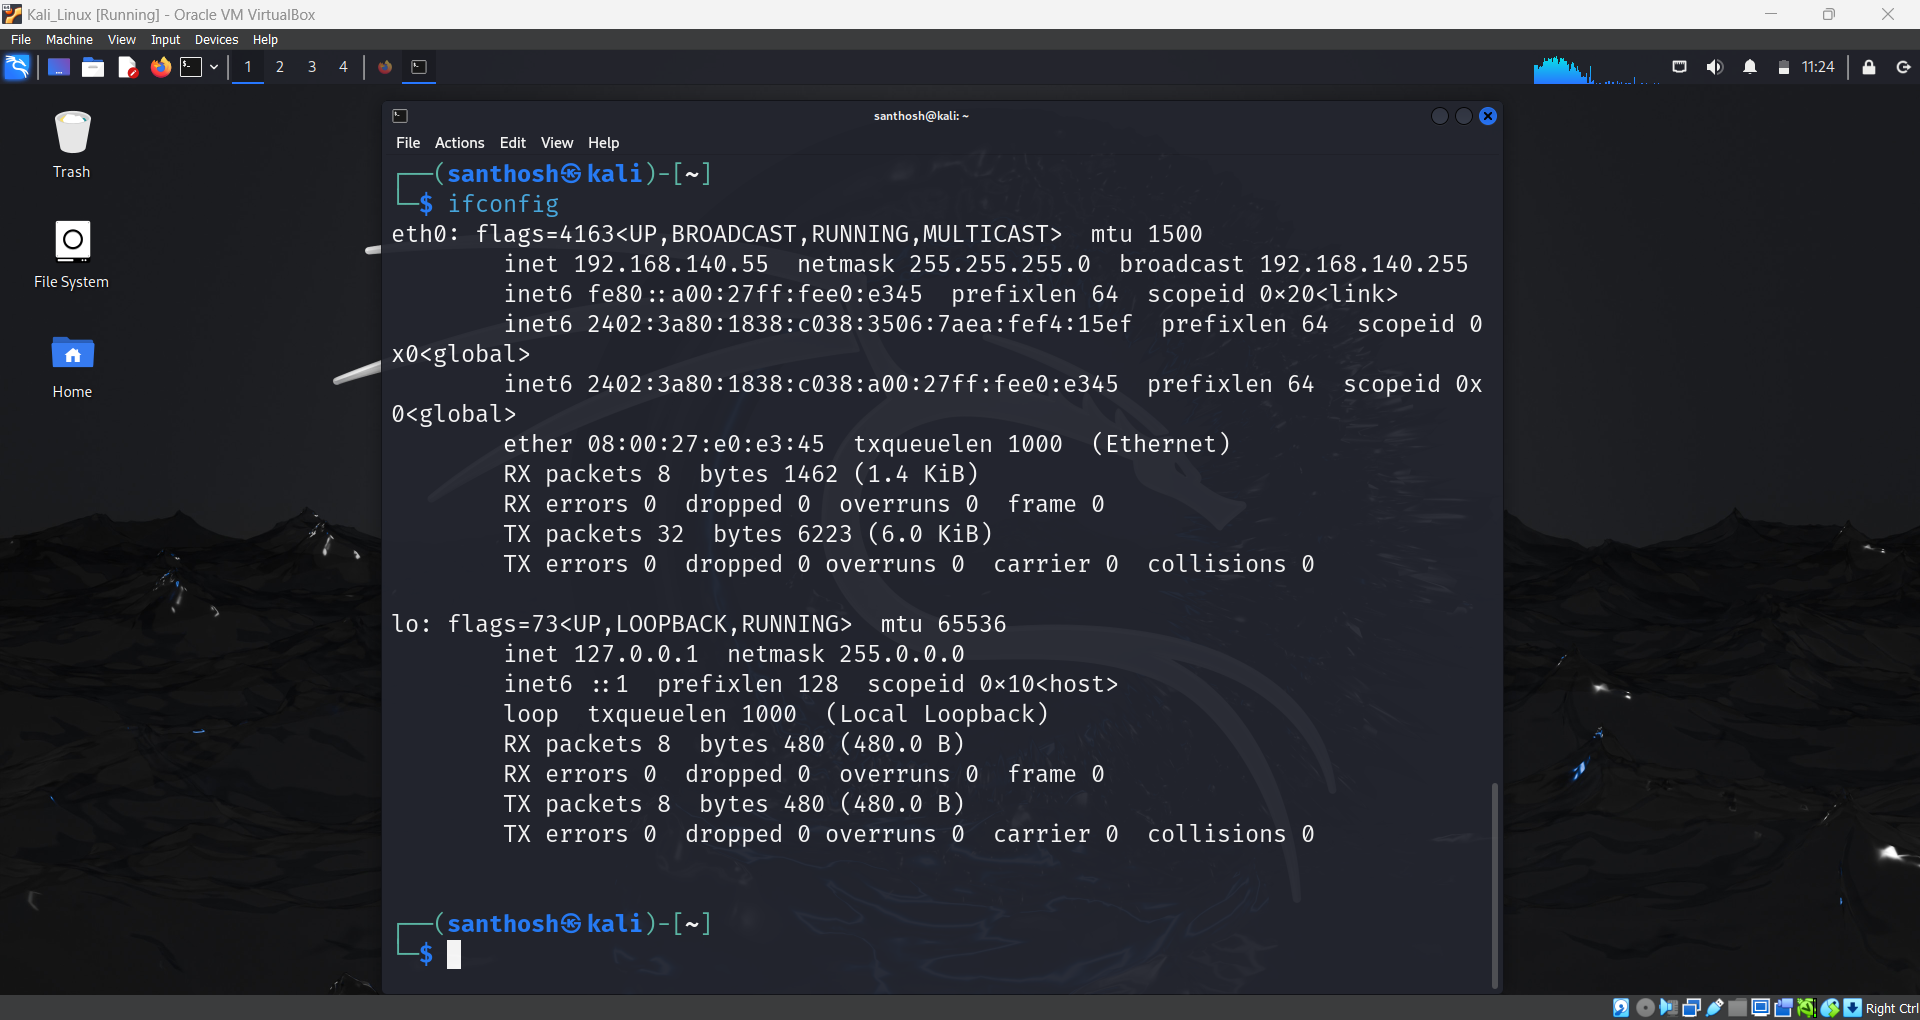 Kali_Linux [Running] - Oracle VM VirtualBox
File Machine View Input Devices Help
1 2 3 4 11:24
Trash
File System
Home
santhosh@kali: ~
File Actions Edit View Help
┌──(santhosh㉿kali)-[~]
└─$ ifconfig
eth0: flags=4163<UP,BROADCAST,RUNNING,MULTICAST>  mtu 1500
        inet 192.168.140.55  netmask 255.255.255.0  broadcast 192.168.140.255
        inet6 fe80::a00:27ff:fee0:e345  prefixlen 64  scopeid 0×20<link>
        inet6 2402:3a80:1838:c038:3506:7aea:fef4:15ef  prefixlen 64  scopeid 0
x0<global>
        inet6 2402:3a80:1838:c038:a00:27ff:fee0:e345  prefixlen 64  scopeid 0x
0<global>
        ether 08:00:27:e0:e3:45  txqueuelen 1000  (Ethernet)
        RX packets 8  bytes 1462 (1.4 KiB)
        RX errors 0  dropped 0  overruns 0  frame 0
        TX packets 32  bytes 6223 (6.0 KiB)
        TX errors 0  dropped 0 overruns 0  carrier 0  collisions 0

lo: flags=73<UP,LOOPBACK,RUNNING>  mtu 65536
        inet 127.0.0.1  netmask 255.0.0.0
        inet6 ::1  prefixlen 128  scopeid 0×10<host>
        loop  txqueuelen 1000  (Local Loopback)
        RX packets 8  bytes 480 (480.0 B)
        RX errors 0  dropped 0  overruns 0  frame 0
        TX packets 8  bytes 480 (480.0 B)
        TX errors 0  dropped 0 overruns 0  carrier 0  collisions 0

┌──(santhosh㉿kali)-[~]
└─$
Right Ctrl